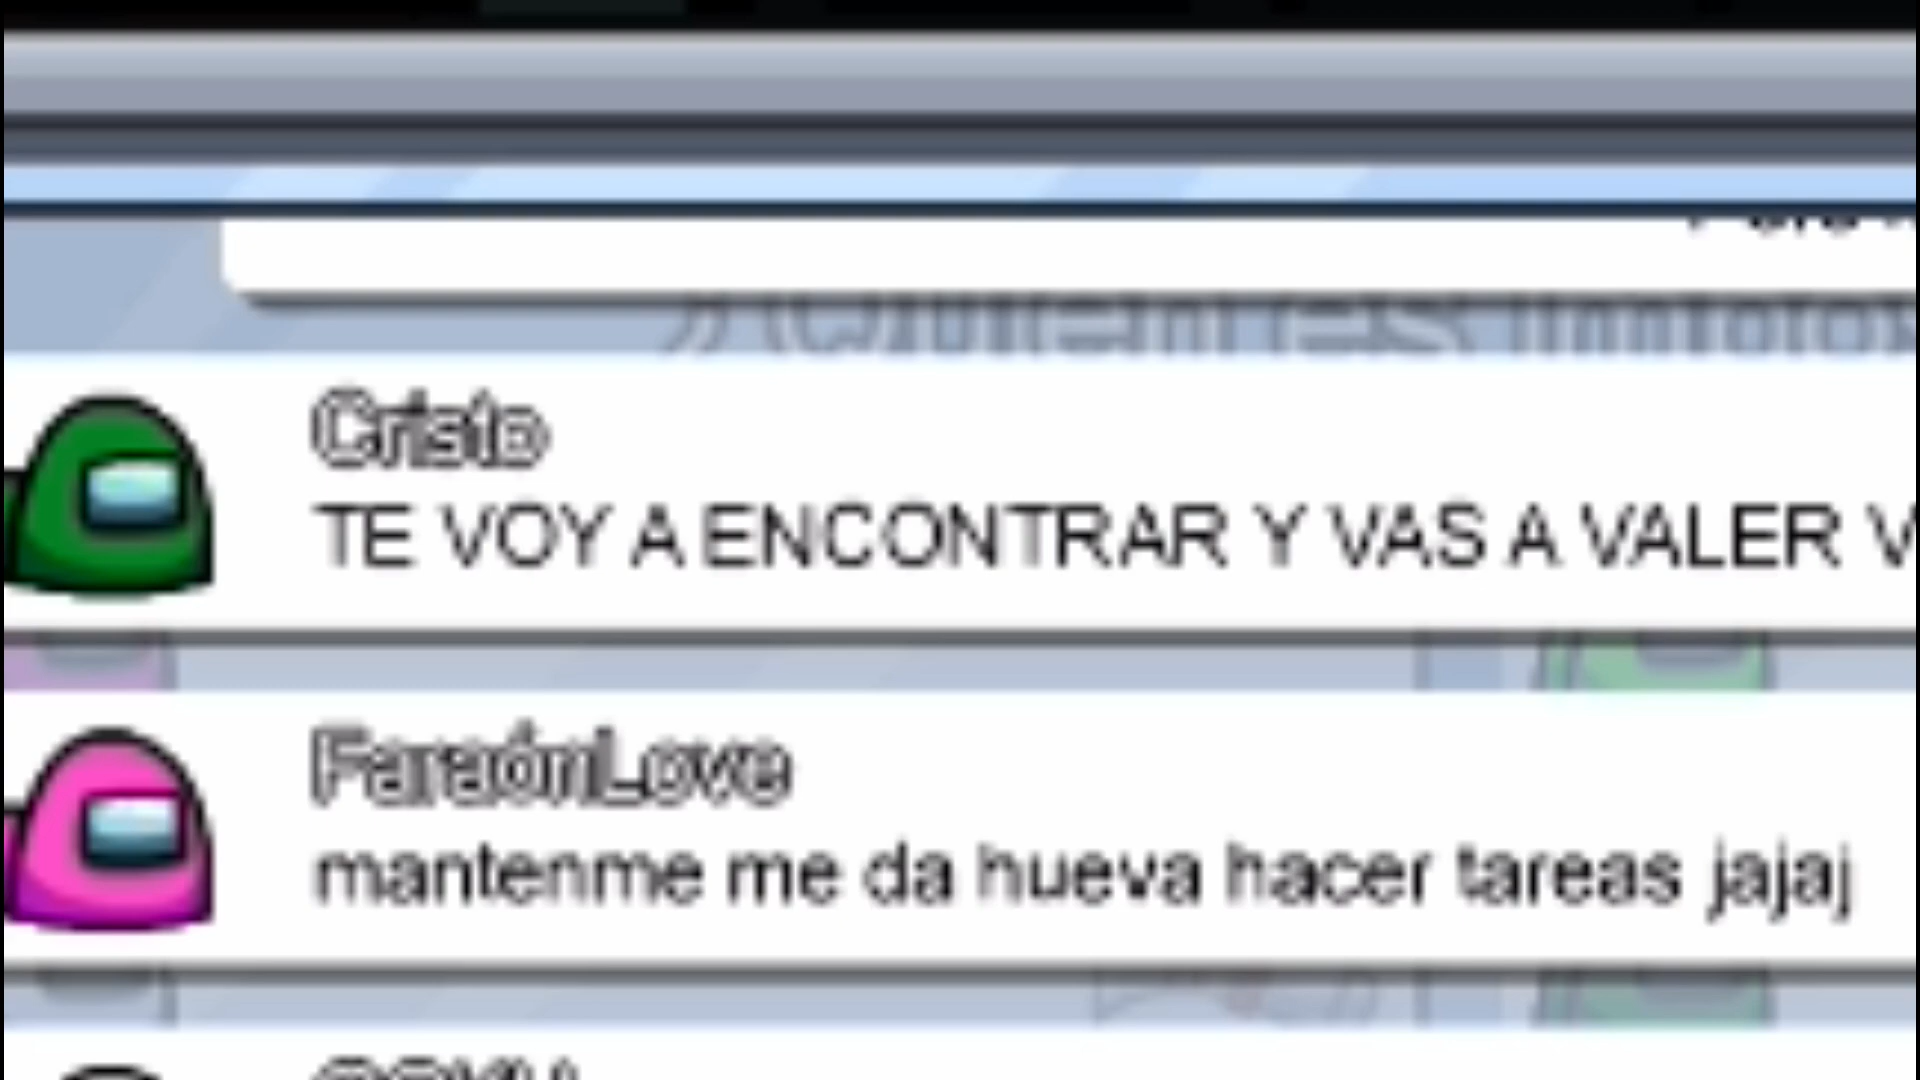 Cristo
TE VOY A ENCONTRAR Y VAS A VALER V
FaraónLove
mantenme me da hueva hacer tareas jajaj